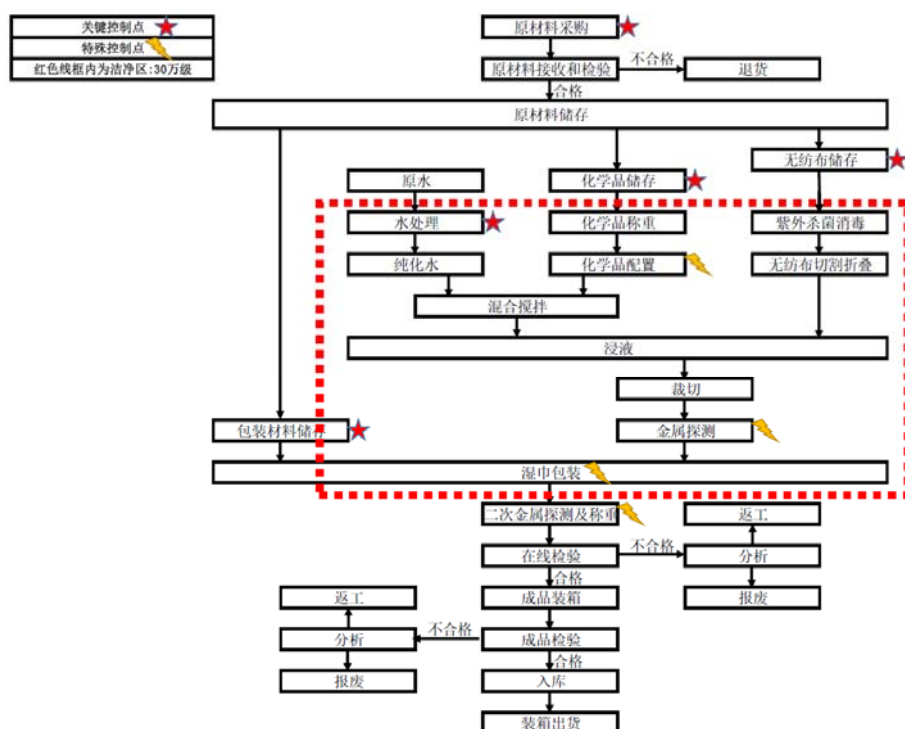 关键控制点
特殊控制点
红色线框内为洁净区:30万级
原材料采购
原材料接收和检验
不合格
退货
合格
原材料储存
无纺布储存
原水
化学品储存
水处理
化学品称重
紫外杀菌消毒
纯化水
化学品配置
无纺布切割折叠
混合搅拌
浸液
裁切
包装材料储存
金属探测
湿巾包装
二次金属探测及称重
返工
在线检验
不合格
分析
合格
返工
成品装箱
报废
分析
不合格
成品检验
合格
报废
入库
装箱出货